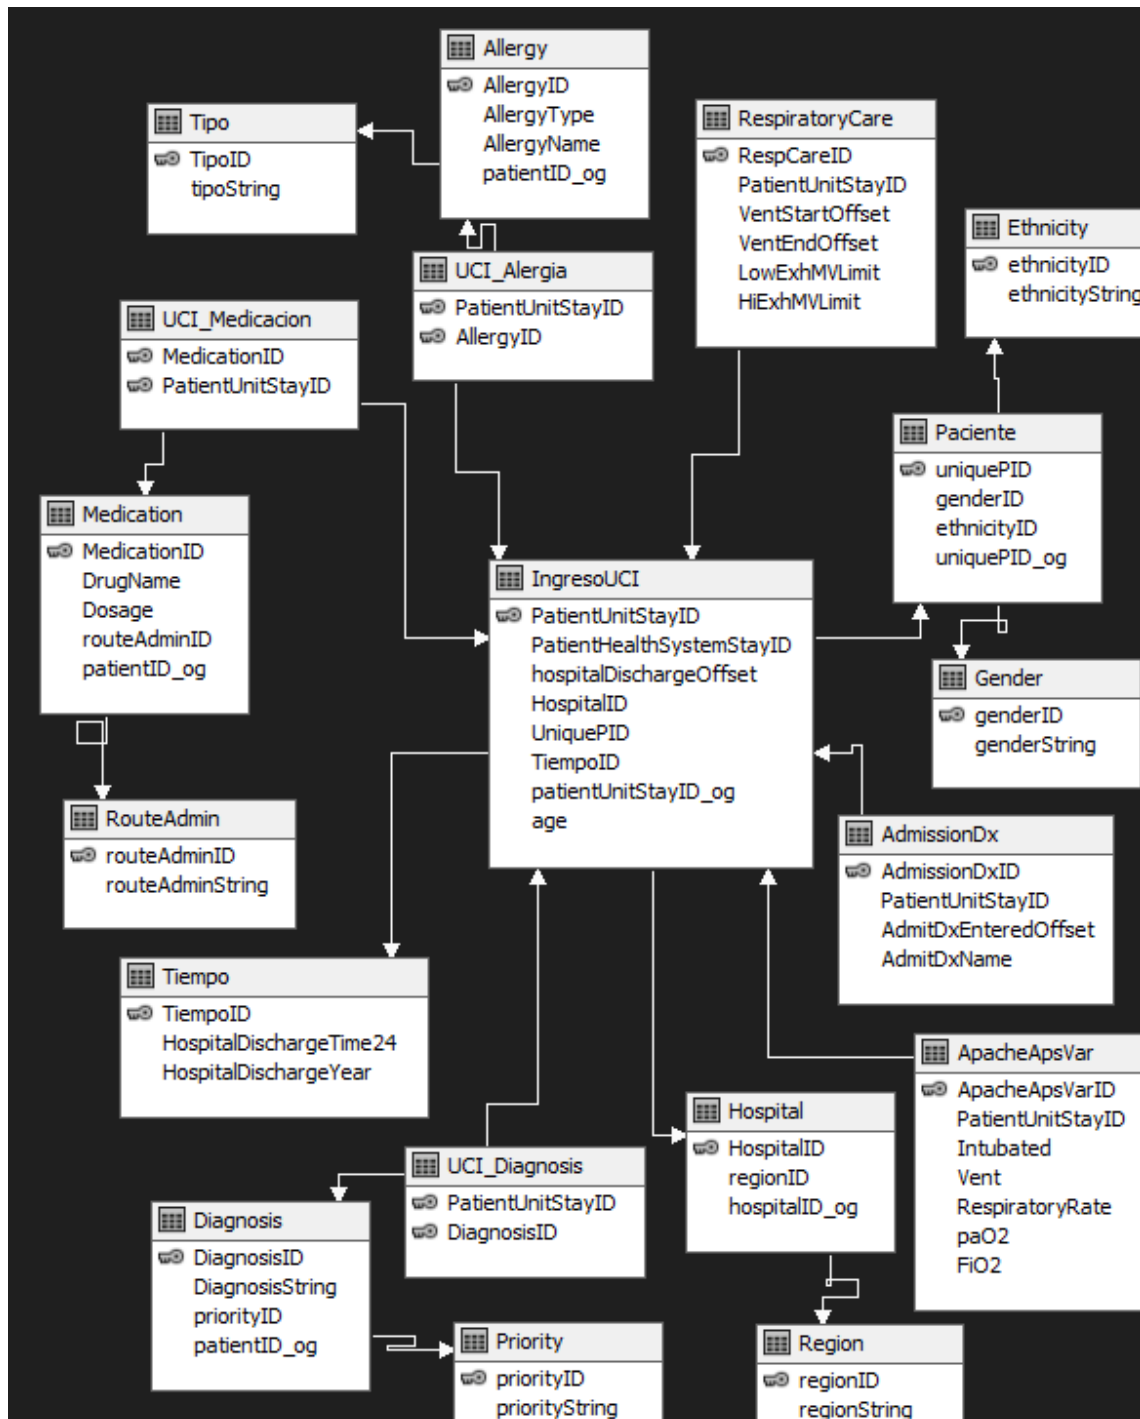 Allergy
AllergyID
AllergyType
AllergyName
patientID_og
Tipo
TipoID
tipoString
RespiratoryCare
RespCareID
PatientUnitStayID
VentStartOffset
VentEndOffset
LowExhMVLimit
HiExhMVLimit
Ethnicity
ethnicityID
ethnicityString
UCI_Alergia
PatientUnitStayID
AllergyID
UCI_Medicacion
MedicationID
PatientUnitStayID
Paciente
uniquePID
genderID
ethnicityID
uniquePID_og
Medication
MedicationID
DrugName
Dosage
routeAdminID
patientID_og
IngresoUCI
PatientUnitStayID
PatientHealthSystemStayID
hospitalDischargeOffset
HospitalID
UniquePID
TiempoID
patientUnitStayID_og
age
Gender
genderID
genderString
RouteAdmin
routeAdminID
routeAdminString
AdmissionDx
AdmissionDxID
PatientUnitStayID
AdmitDxEnteredOffset
AdmitDxName
Tiempo
TiempoID
HospitalDischargeTime24
HospitalDischargeYear
ApacheApsVar
ApacheApsVarID
PatientUnitStayID
Intubated
Vent
RespiratoryRate
paO2
FiO2
Hospital
HospitalID
regionID
hospitalID_og
UCI_Diagnosis
PatientUnitStayID
DiagnosisID
Diagnosis
DiagnosisID
DiagnosisString
priorityID
patientID_og
Priority
priorityID
priorityString
Region
regionID
regionString